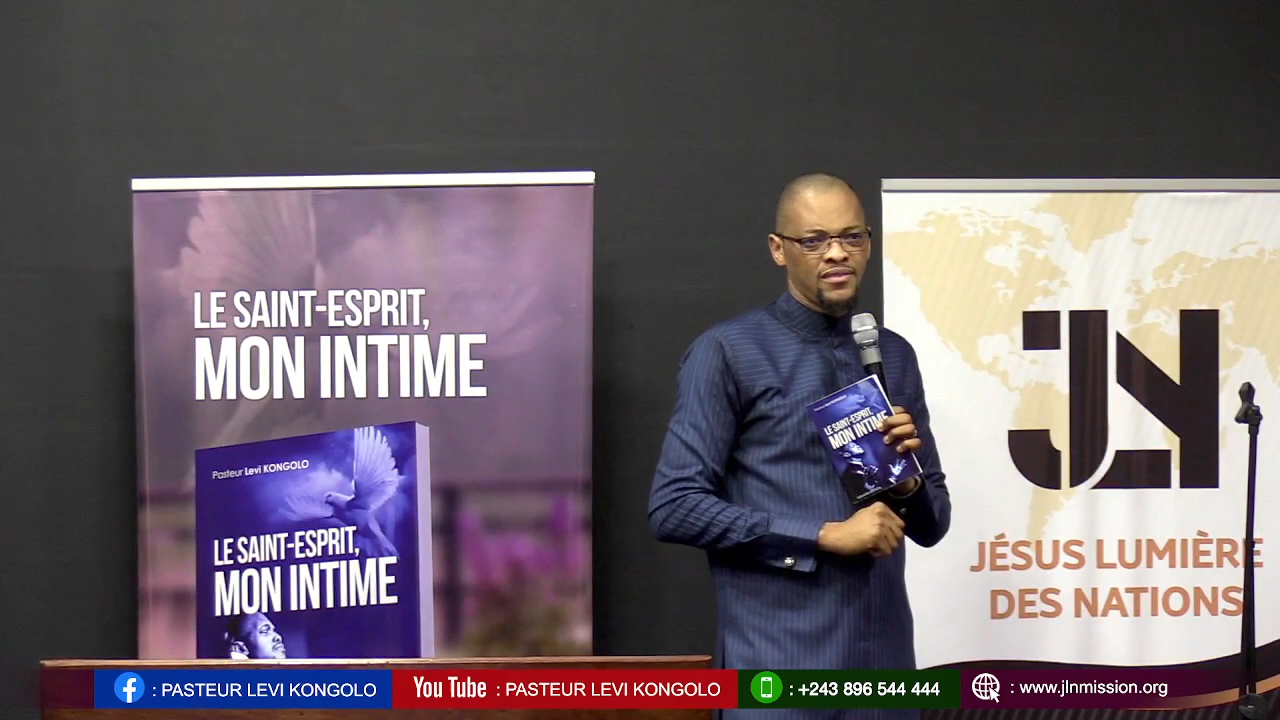 LE SAINT-ESPRIT,
MON INTIME
Pasteur Levi KONGOLO
LE SAINT-ESPRIT,
MON INTIME
LE SAINT-ESPRIT,
MON INTIME
JLN
JÉSUS LUMIÈRE
DES NATIONS
: PASTEUR LEVI KONGOLO
You Tube : PASTEUR LEVI KONGOLO
: +243 896 544 444
: www.jlnmission.org